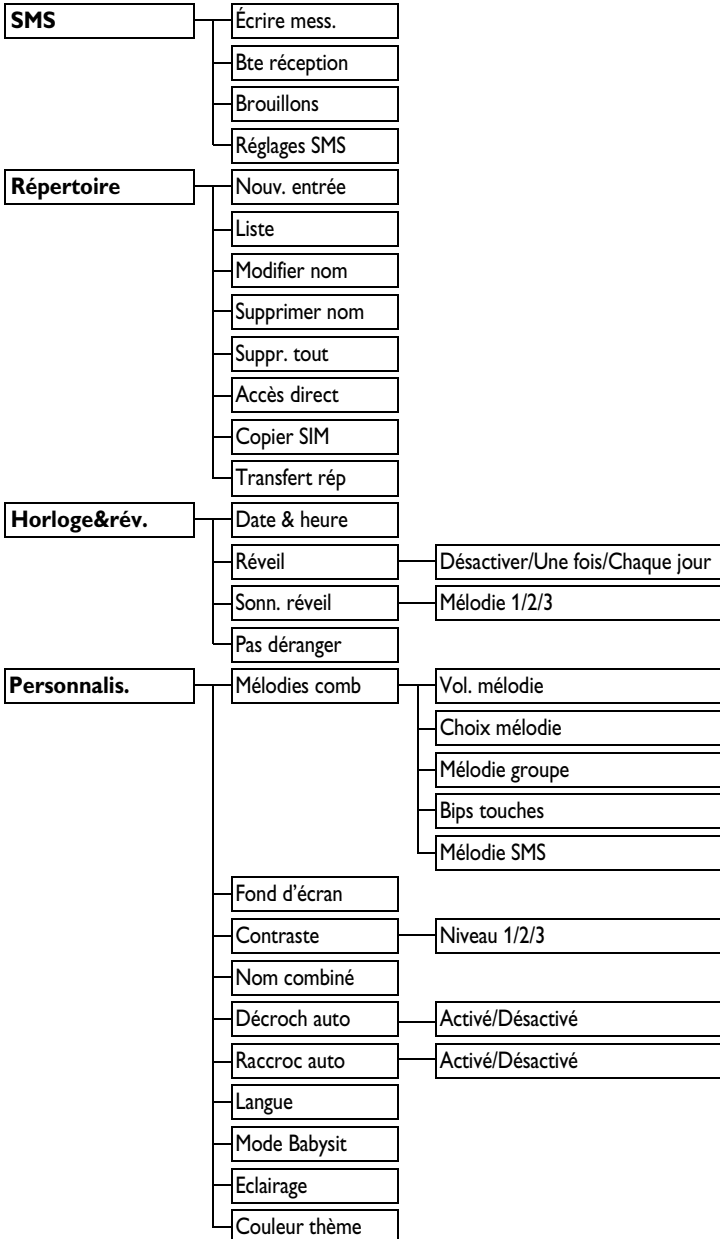 SMS
Écrire mess.
Bte réception
Brouillons
Réglages SMS
Répertoire
Nouv. entrée
Liste
Modifier nom
Supprimer nom
Suppr. tout
Accès direct
Copier SIM
Transfert rép
Horloge&rév.
Date & heure
Réveil
Désactiver/Une fois/Chaque jour
Sonn. réveil
Mélodie 1/2/3
Pas déranger
Personnalis.
Mélodies comb
Vol. mélodie
Choix mélodie
Mélodie groupe
Bips touches
Mélodie SMS
Fond d’écran
Contraste
Niveau 1/2/3
Nom combiné
Décroch auto
Activé/Désactivé
Raccroc auto
Activé/Désactivé
Langue
Mode Babysit
Eclairage
Couleur thème